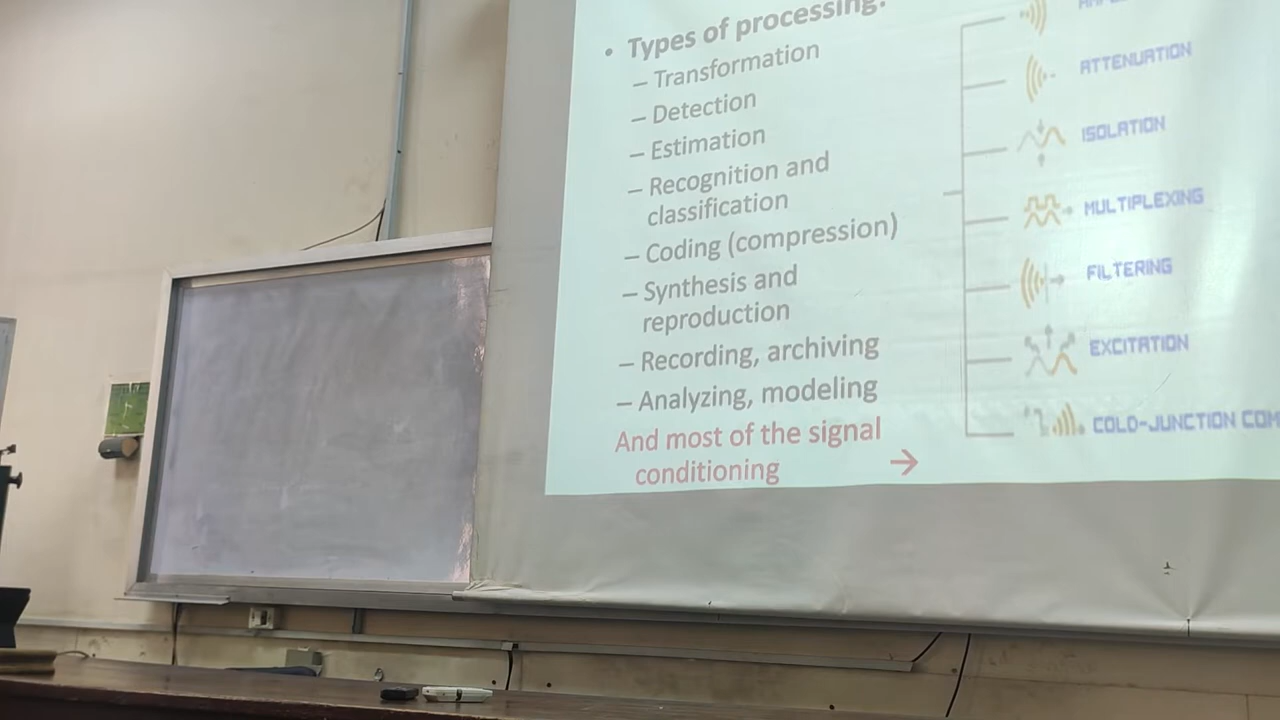 • Types of processing:
– Transformation
– Detection
– Estimation
– Recognition and
classification
– Coding (compression)
– Synthesis and
reproduction
– Recording, archiving
– Analyzing, modeling
And most of the signal
conditioning →
ATTENUATION
ISOLATION
MULTIPLEXING
FILTERING
EXCITATION
COLD-JUNCTION COM